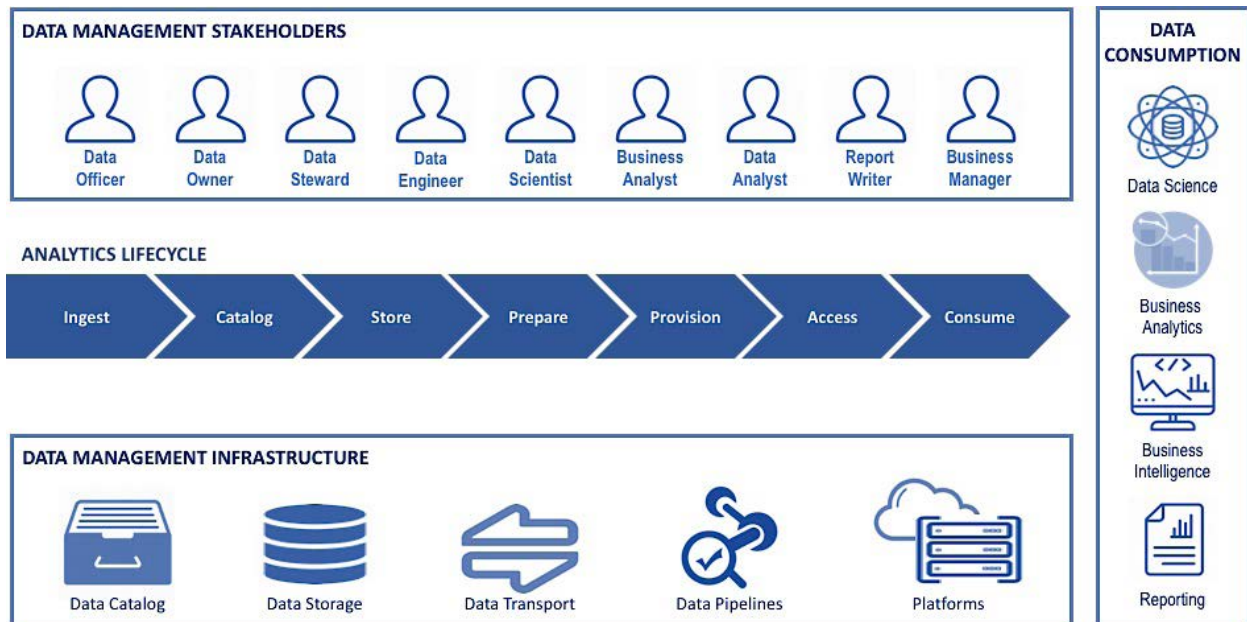 DATA MANAGEMENT STAKEHOLDERS
Data
Officer
Data
Owner
Data
Steward
Data
Engineer
Data
Scientist
Business
Analyst
Data
Analyst
Report
Writer
Business
Manager
ANALYTICS LIFECYCLE
Ingest
Catalog
Store
Prepare
Provision
Access
Consume
DATA MANAGEMENT INFRASTRUCTURE
Data Catalog
Data Storage
Data Transport
Data Pipelines
Platforms
DATA
CONSUMPTION
Data Science
Business
Analytics
</>
Business
Intelligence
Reporting